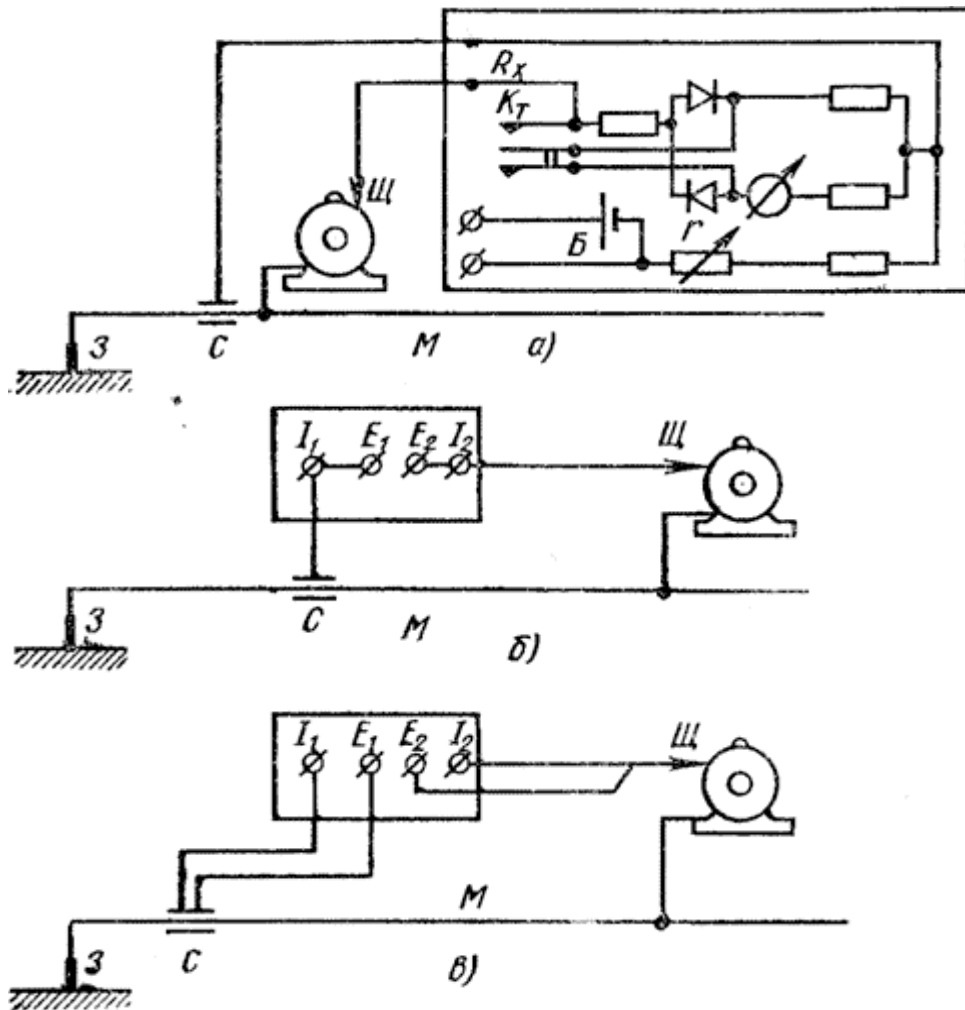 Rₓ
Kт
Щ
Б
r
З
С
М
а)
I₁ E₁ E₂ I₂
Щ
З
С
М
б)
I₁ E₁ E₂ I₂
Щ
М
З
С
в)